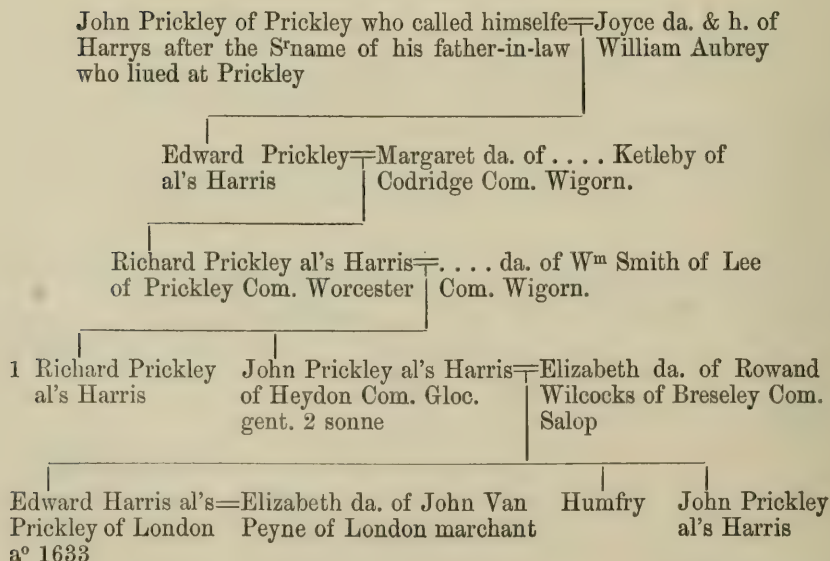 John Prickley of Prickley who called himselfe=Joyce da. & h. of
Harrys after the Sʳname of his father-in-law William Aubrey
who liued at Prickley
Edward Prickley=Margaret da. of . . . . Ketleby of
al's Harris Codridge Com. Wigorn.
Richard Prickley al's Harris=. . . . da. of Wᵐ Smith of Lee
of Prickley Com. Worcester Com. Wigorn.
1 Richard Prickley John Prickley al's Harris=Elizabeth da. of Rowand
al's Harris of Heydon Com. Gloc. Wilcocks of Breseley Com.
gent. 2 sonne Salop
Edward Harris al's=Elizabeth da. of John Van Humfry John Prickley
Prickley of London Peyne of London marchant al's Harris
aº 1633